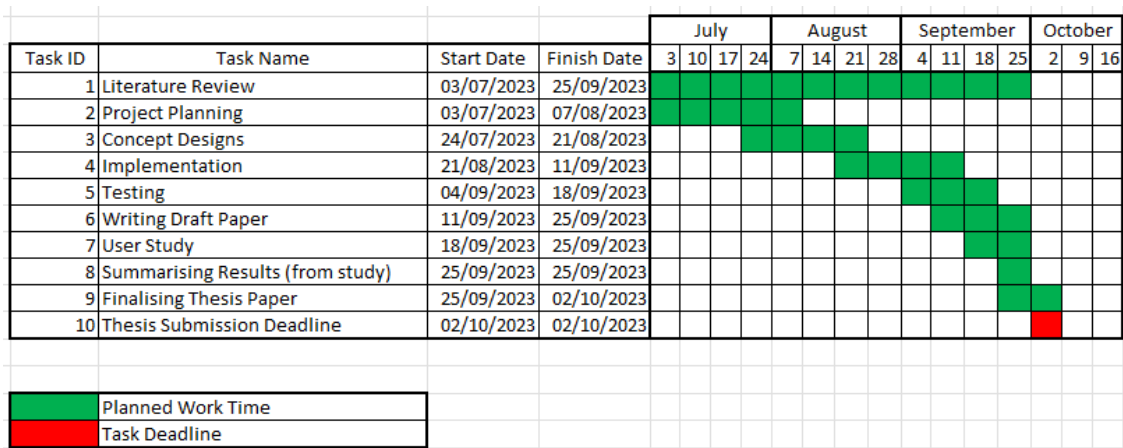 July August September October
Task ID Task Name Start Date Finish Date 3 10 17 24 7 14 21 28 4 11 18 25 2 9 16
1 Literature Review 03/07/2023 25/09/2023
2 Project Planning 03/07/2023 07/08/2023
3 Concept Designs 24/07/2023 21/08/2023
4 Implementation 21/08/2023 11/09/2023
5 Testing 04/09/2023 18/09/2023
6 Writing Draft Paper 11/09/2023 25/09/2023
7 User Study 18/09/2023 25/09/2023
8 Summarising Results (from study) 25/09/2023 25/09/2023
9 Finalising Thesis Paper 25/09/2023 02/10/2023
10 Thesis Submission Deadline 02/10/2023 02/10/2023
Planned Work Time
Task Deadline